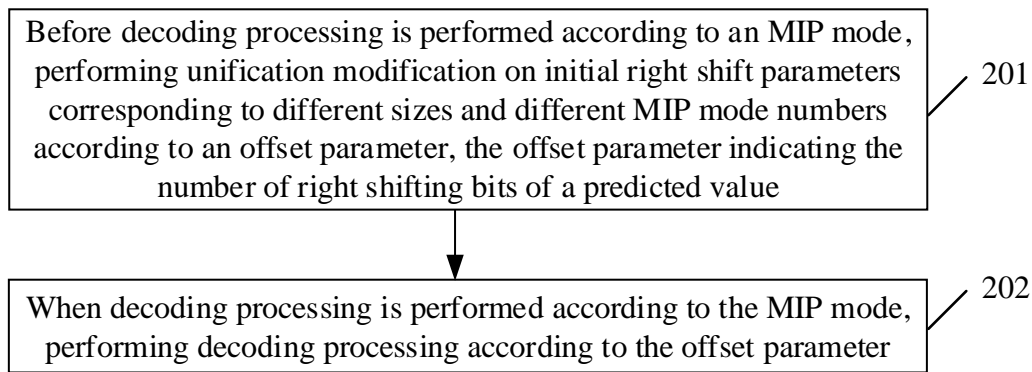 Before decoding processing is performed according to an MIP mode,
performing unification modification on initial right shift parameters
corresponding to different sizes and different MIP mode numbers
according to an offset parameter, the offset parameter indicating the
number of right shifting bits of a predicted value
201
When decoding processing is performed according to the MIP mode,
performing decoding processing according to the offset parameter
202